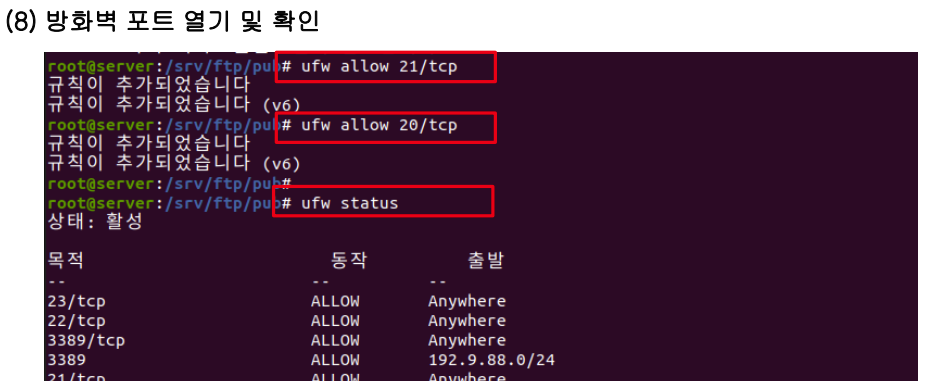 (8) 방화벽 포트 열기 및 확인
root@server:/srv/ftp/pub# ufw allow 21/tcp
규칙이 추가되었습니다
규칙이 추가되었습니다 (v6)
root@server:/srv/ftp/pub# ufw allow 20/tcp
규칙이 추가되었습니다
규칙이 추가되었습니다 (v6)
root@server:/srv/ftp/pub#
root@server:/srv/ftp/pub# ufw status
상태: 활성
목적 동작 출발
-- -- --
23/tcp ALLOW Anywhere
22/tcp ALLOW Anywhere
3389/tcp ALLOW Anywhere
3389 ALLOW 192.9.88.0/24
21/tcp ALLOW Anywhere